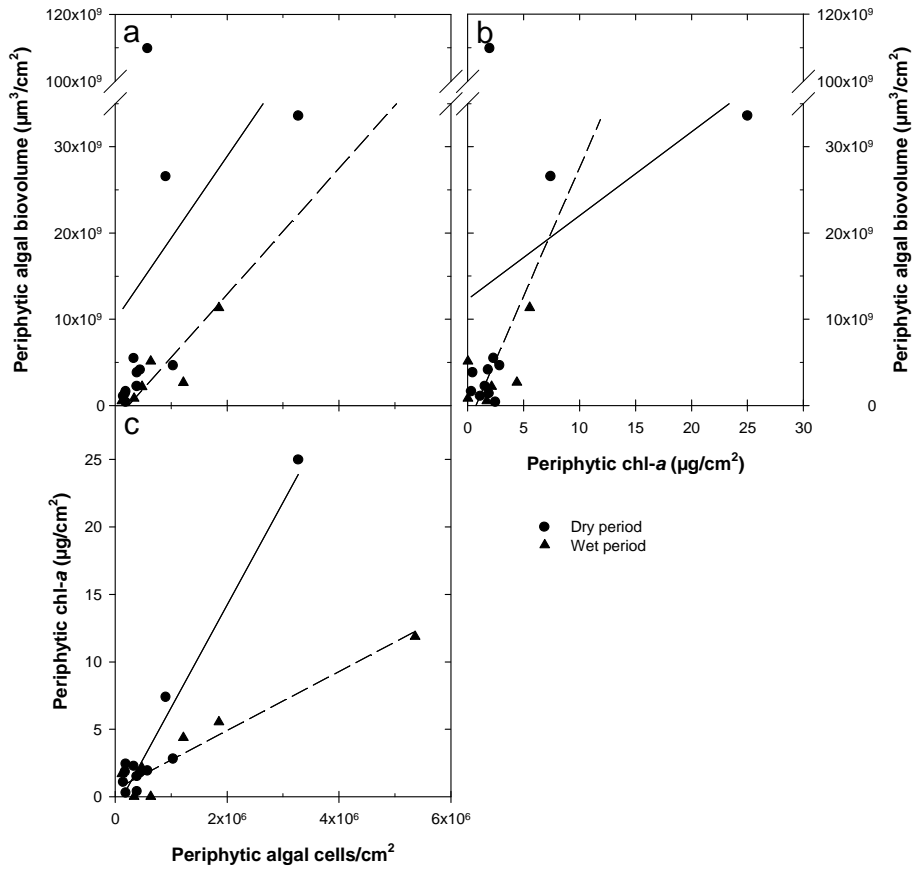 a
b
120x10⁹
100x10⁹
30x10⁹
20x10⁹
10x10⁹
0
Periphytic algal biovolume (µm³/cm²)
120x10⁹
100x10⁹
30x10⁹
20x10⁹
10x10⁹
0
Periphytic algal biovolume (µm³/cm²)
0 5 10 15 20 25 30
Periphytic chl-a (µg/cm²)
c
25
20
15
10
5
0
Periphytic chl-a (µg/cm²)
0 2x10⁶ 4x10⁶ 6x10⁶
Periphytic algal cells/cm²
Dry period
Wet period